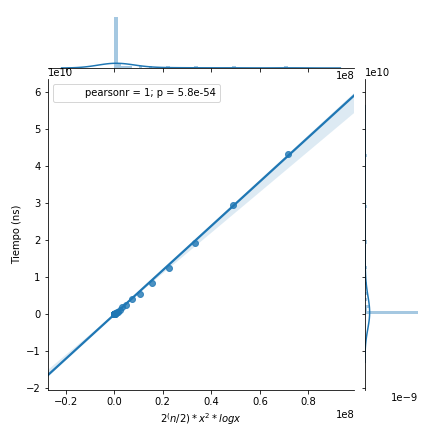 1e10
1e8
1e10
pearsonr = 1; p = 5.8e-54
6
5
4
3
2
1
0
−1
−2
Tiempo (ns)
−0.2
0.0
0.2
0.4
0.6
0.8
1e−9
2^(n/2) * x² * logx
1e8